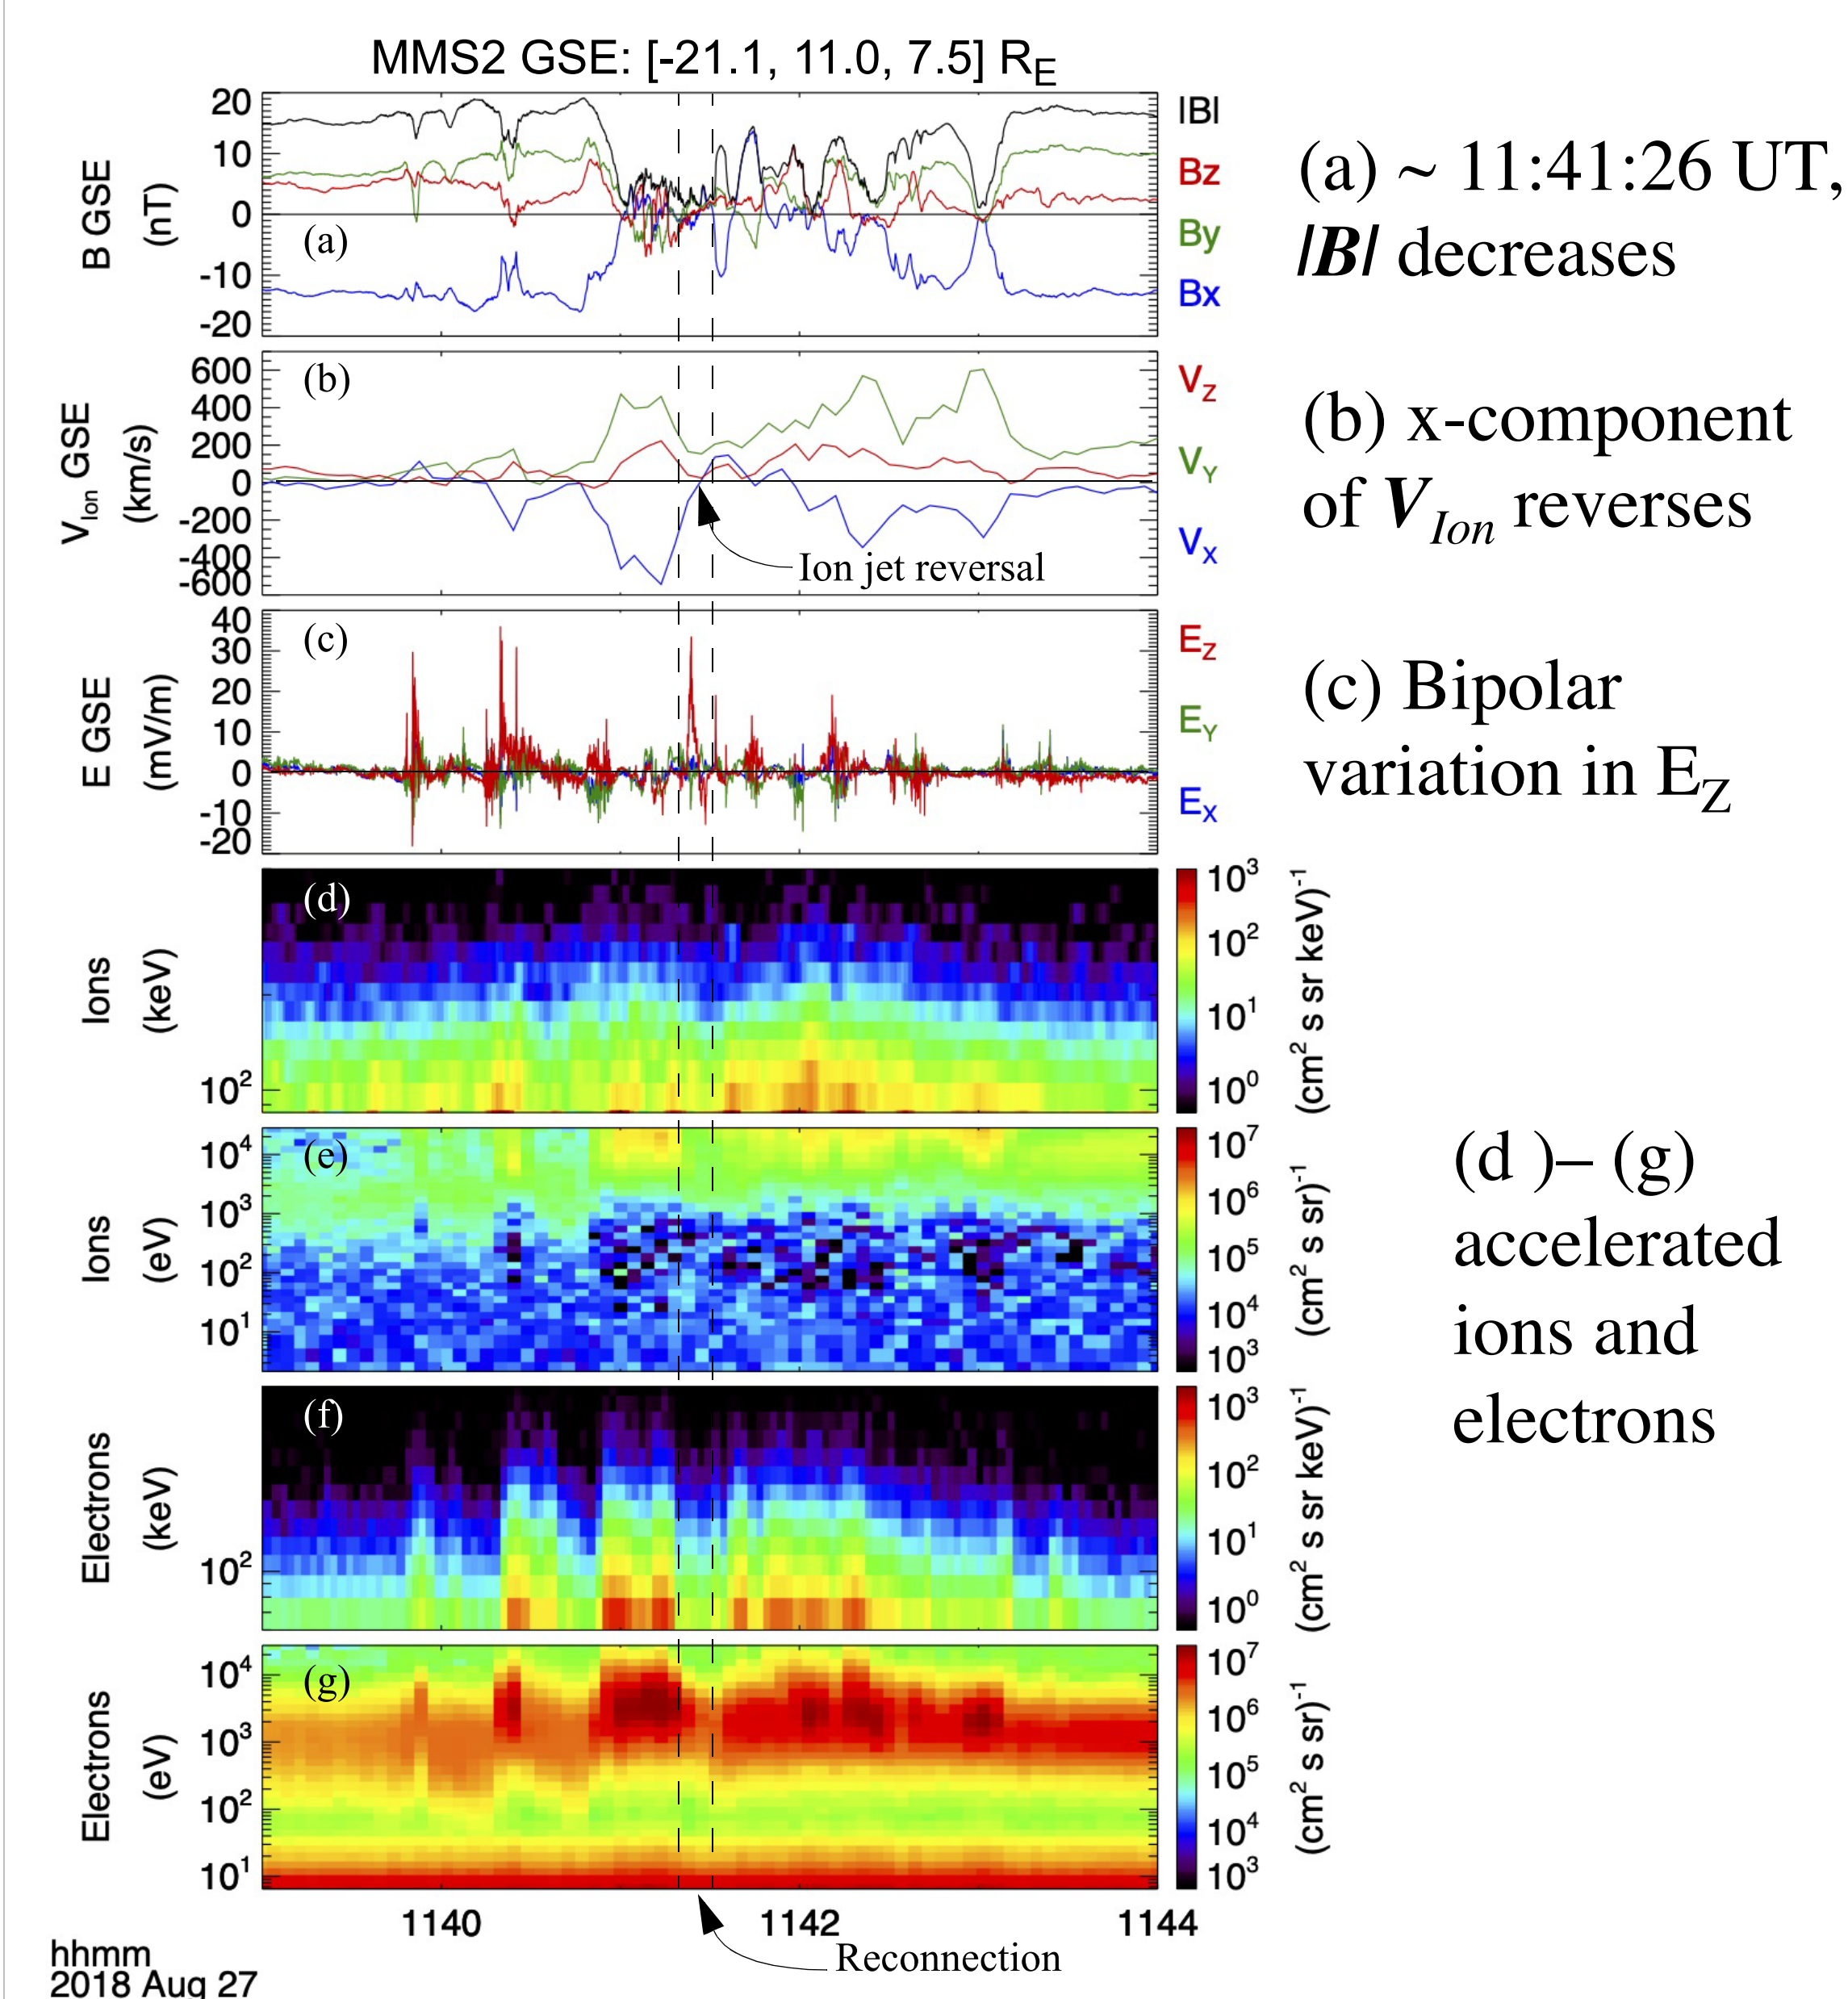 MMS2 GSE: [-21.1, 11.0, 7.5] R_E
B GSE
(nT)
20
10
0
-10
-20
(a)
|B|
Bz
By
Bx
(a) ~ 11:41:26 UT,
|B| decreases
V_Ion GSE
(km/s)
600
400
200
0
-200
-400
-600
(b)
Ion jet reversal
V_Z
V_Y
V_X
(b) x-component
of V_Ion reverses
E GSE
(mV/m)
40
30
20
10
0
-10
-20
(c)
E_Z
E_Y
E_X
(c) Bipolar
variation in E_Z
Ions
(keV)
10^2
(d)
10^3
10^2
10^1
10^0
(cm^2 s sr keV)^-1
Ions
(eV)
10^4
10^3
10^2
10^1
(e)
10^7
10^6
10^5
10^4
10^3
(cm^2 s sr)^-1
(d )– (g)
accelerated
ions and
electrons
Electrons
(keV)
10^2
(f)
10^3
10^2
10^1
10^0
(cm^2 s sr keV)^-1
Electrons
(eV)
10^4
10^3
10^2
10^1
(g)
10^7
10^6
10^5
10^4
10^3
(cm^2 s sr)^-1
1140
1142
1144
Reconnection
hhmm
2018 Aug 27